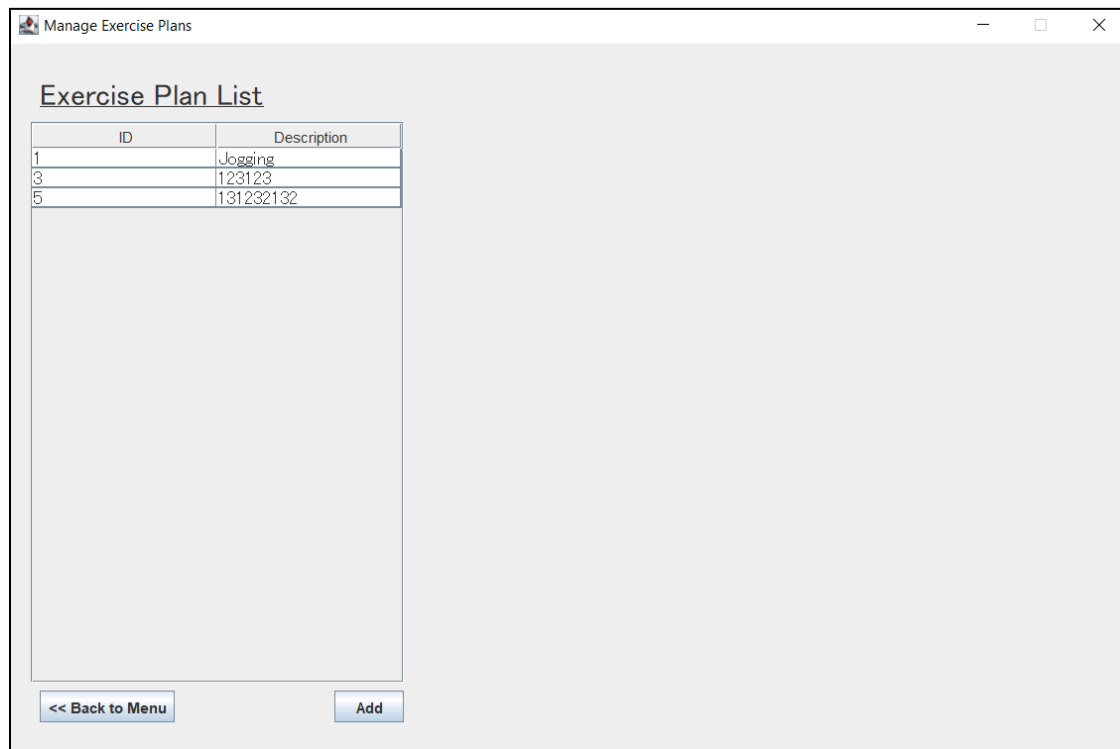 Manage Exercise Plans
Exercise Plan List
ID Description
1 Jogging
3 123123
5 131232132
<< Back to Menu Add